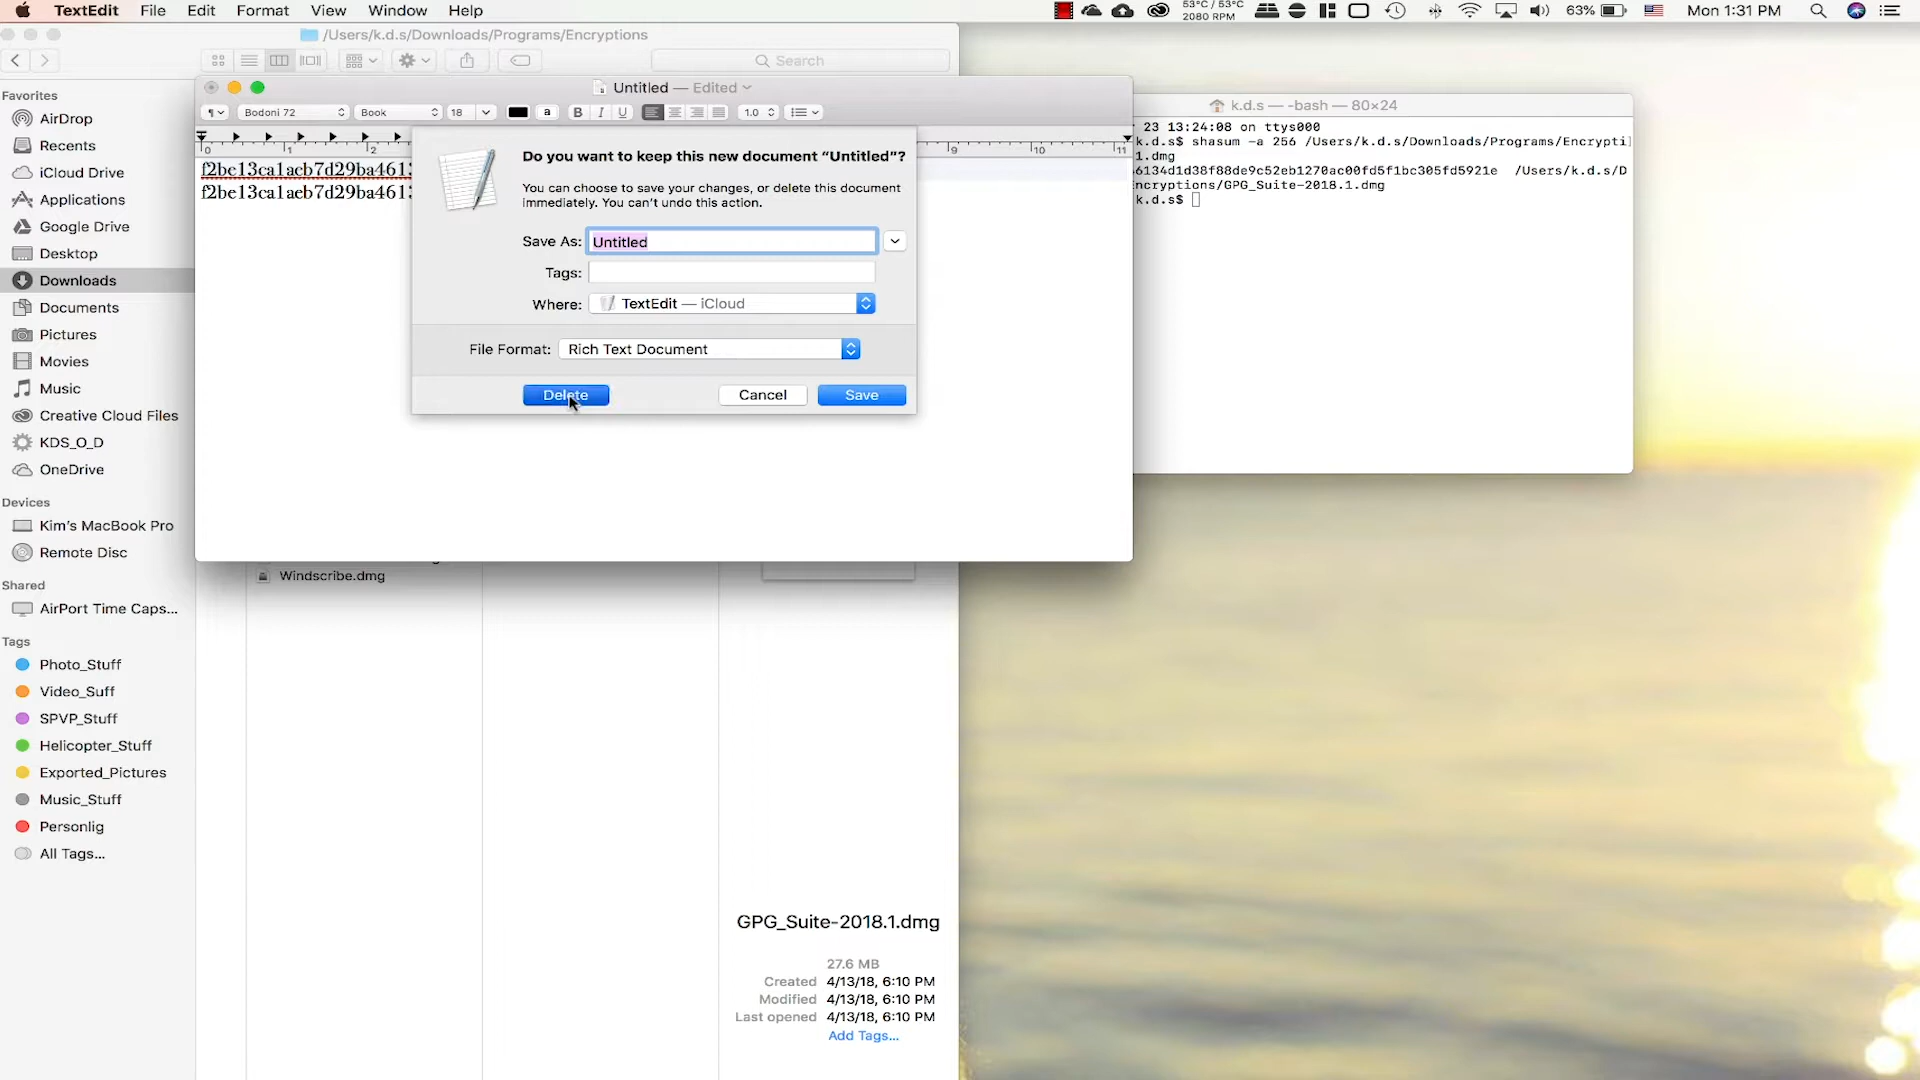 TextEdit File Edit Format View Window Help
53°C / 53°C
2080 RPM
63%
Mon 1:31 PM
/Users/k.d.s/Downloads/Programs/Encryptions
Search
Favorites
AirDrop
Recents
iCloud Drive
Applications
Google Drive
Desktop
Downloads
Documents
Pictures
Movies
Music
Creative Cloud Files
KDS_O_D
OneDrive
Devices
Kim's MacBook Pro
Remote Disc
Shared
AirPort Time Caps...
Tags
Photo_Stuff
Video_Suff
SPVP_Stuff
Helicopter_Stuff
Exported_Pictures
Music_Stuff
Personlig
All Tags...
Untitled — Edited
Bodoni 72 Book 18 a B I U 1.0
0 1 2 9 10 11
f2bc13ca1aeb7d29ba461
f2bc13ca1aeb7d29ba461
Do you want to keep this new document “Untitled”?
You can choose to save your changes, or delete this document
immediately. You can’t undo this action.
Save As: Untitled
Tags:
Where: TextEdit — iCloud
File Format: Rich Text Document
Delete Cancel Save
k.d.s — -bash — 80×24
23 13:24:08 on ttys000
k.d.s$ shasum -a 256 /Users/k.d.s/Downloads/Programs/Encrypti
1.dmg
6134d1d38f88de9c52eb1270ac00fd5f1bc305fd5921e /Users/k.d.s/D
ncryptions/GPG_Suite-2018.1.dmg
k.d.s$
Windscribe.dmg
GPG_Suite-2018.1.dmg
27.6 MB
Created 4/13/18, 6:10 PM
Modified 4/13/18, 6:10 PM
Last opened 4/13/18, 6:10 PM
Add Tags...